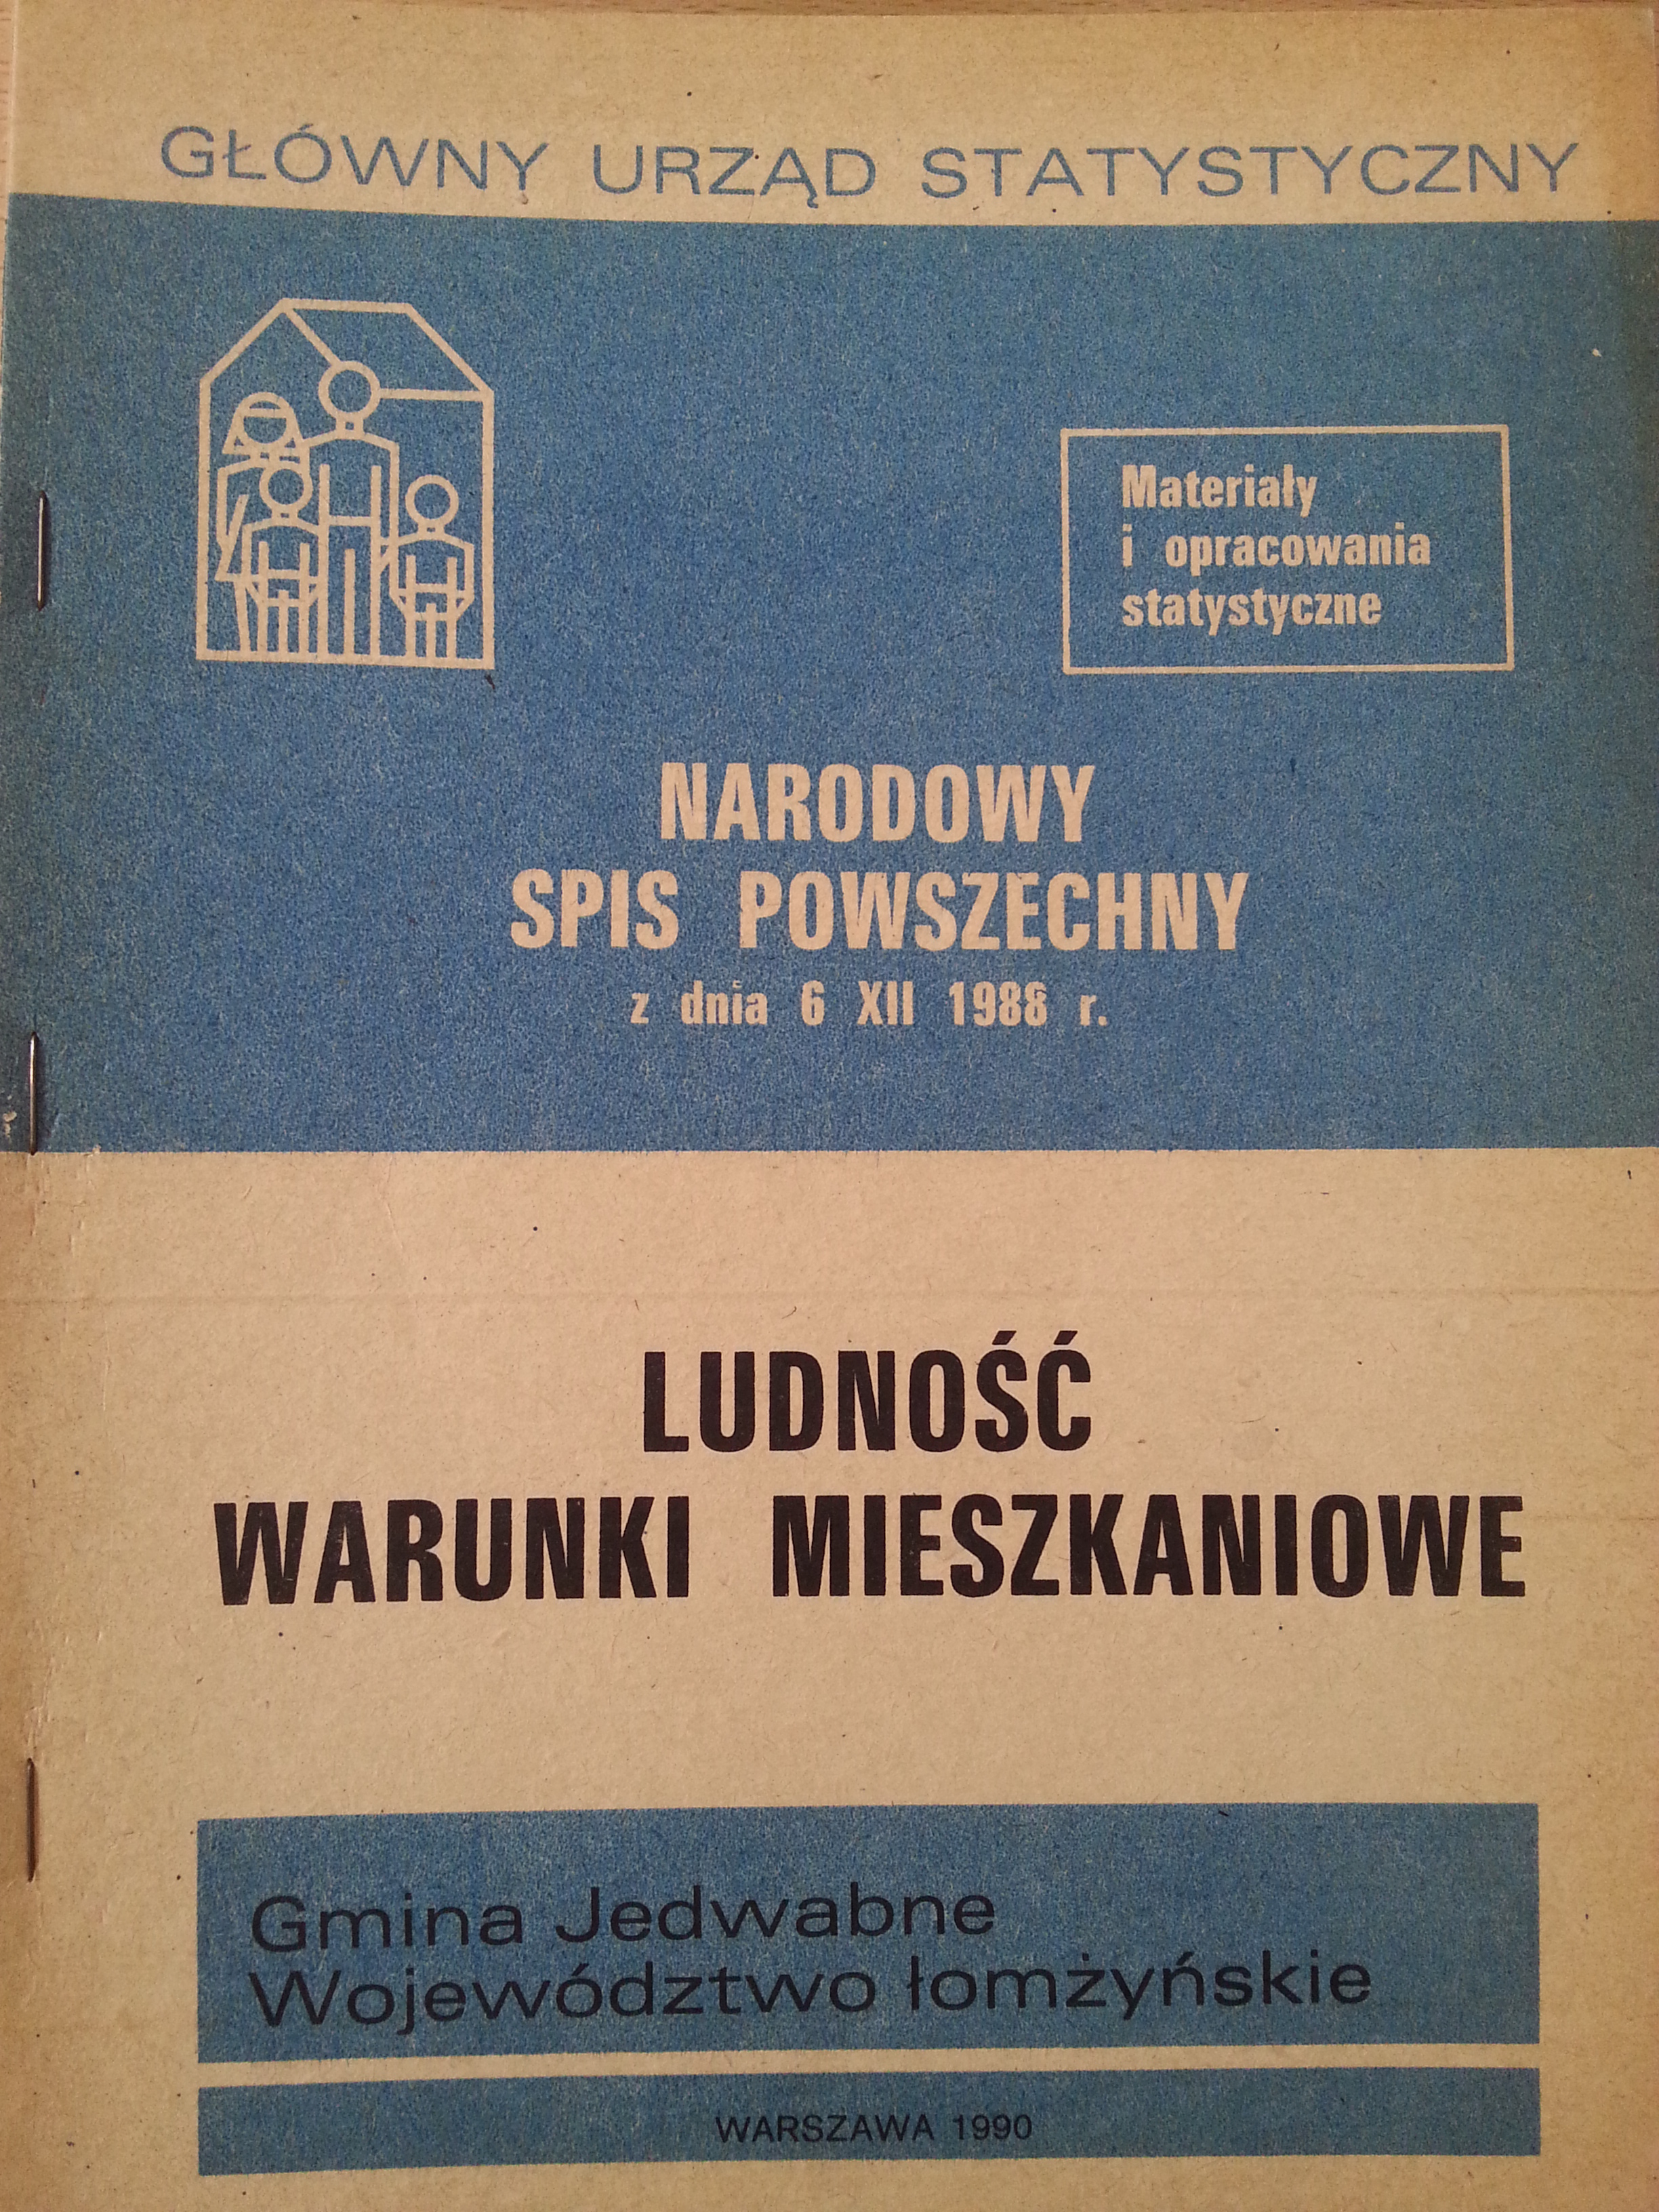 GŁÓWNY URZĄD STATYSTYCZNY
Materiały
i opracowania
statystyczne
NARODOWY
SPIS POWSZECHNY
z dnia 6 XII 1988 r.
LUDNOŚĆ
WARUNKI MIESZKANIOWE
Gmina Jedwabne
Województwo łomżyńskie
WARSZAWA 1990